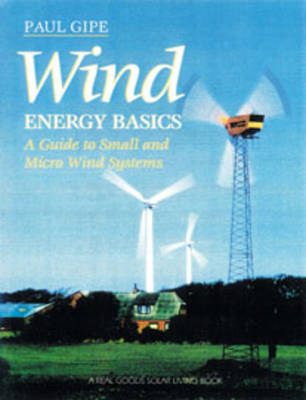 PAUL GIPE
Wind
ENERGY BASICS
A Guide to Small and
Micro Wind Systems
A REAL GOODS SOLAR LIVING BOOK